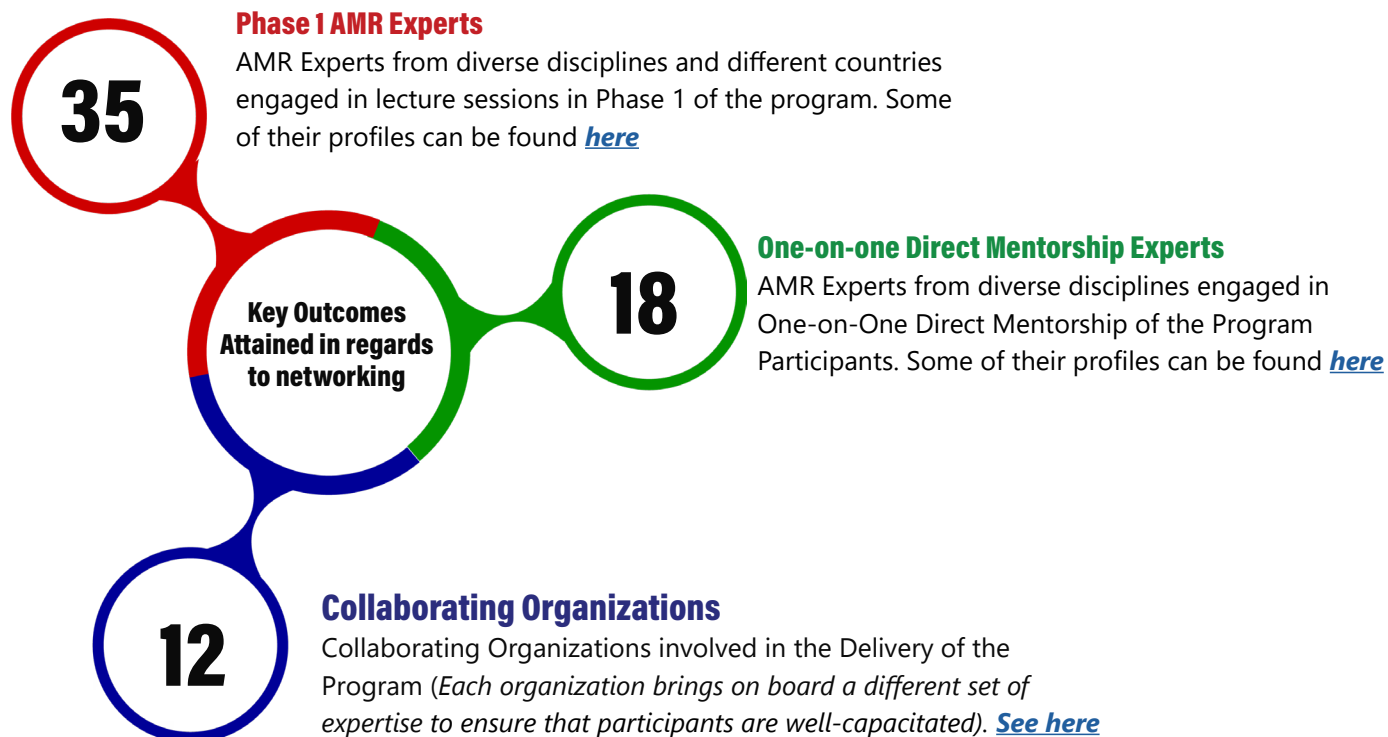 35
Phase 1 AMR Experts
AMR Experts from diverse disciplines and different countries
engaged in lecture sessions in Phase 1 of the program. Some
of their profiles can be found here
Key Outcomes
Attained in regards
to networking
18
One-on-one Direct Mentorship Experts
AMR Experts from diverse disciplines engaged in
One-on-One Direct Mentorship of the Program
Participants. Some of their profiles can be found here
12
Collaborating Organizations
Collaborating Organizations involved in the Delivery of the
Program (Each organization brings on board a different set of
expertise to ensure that participants are well-capacitated). See here